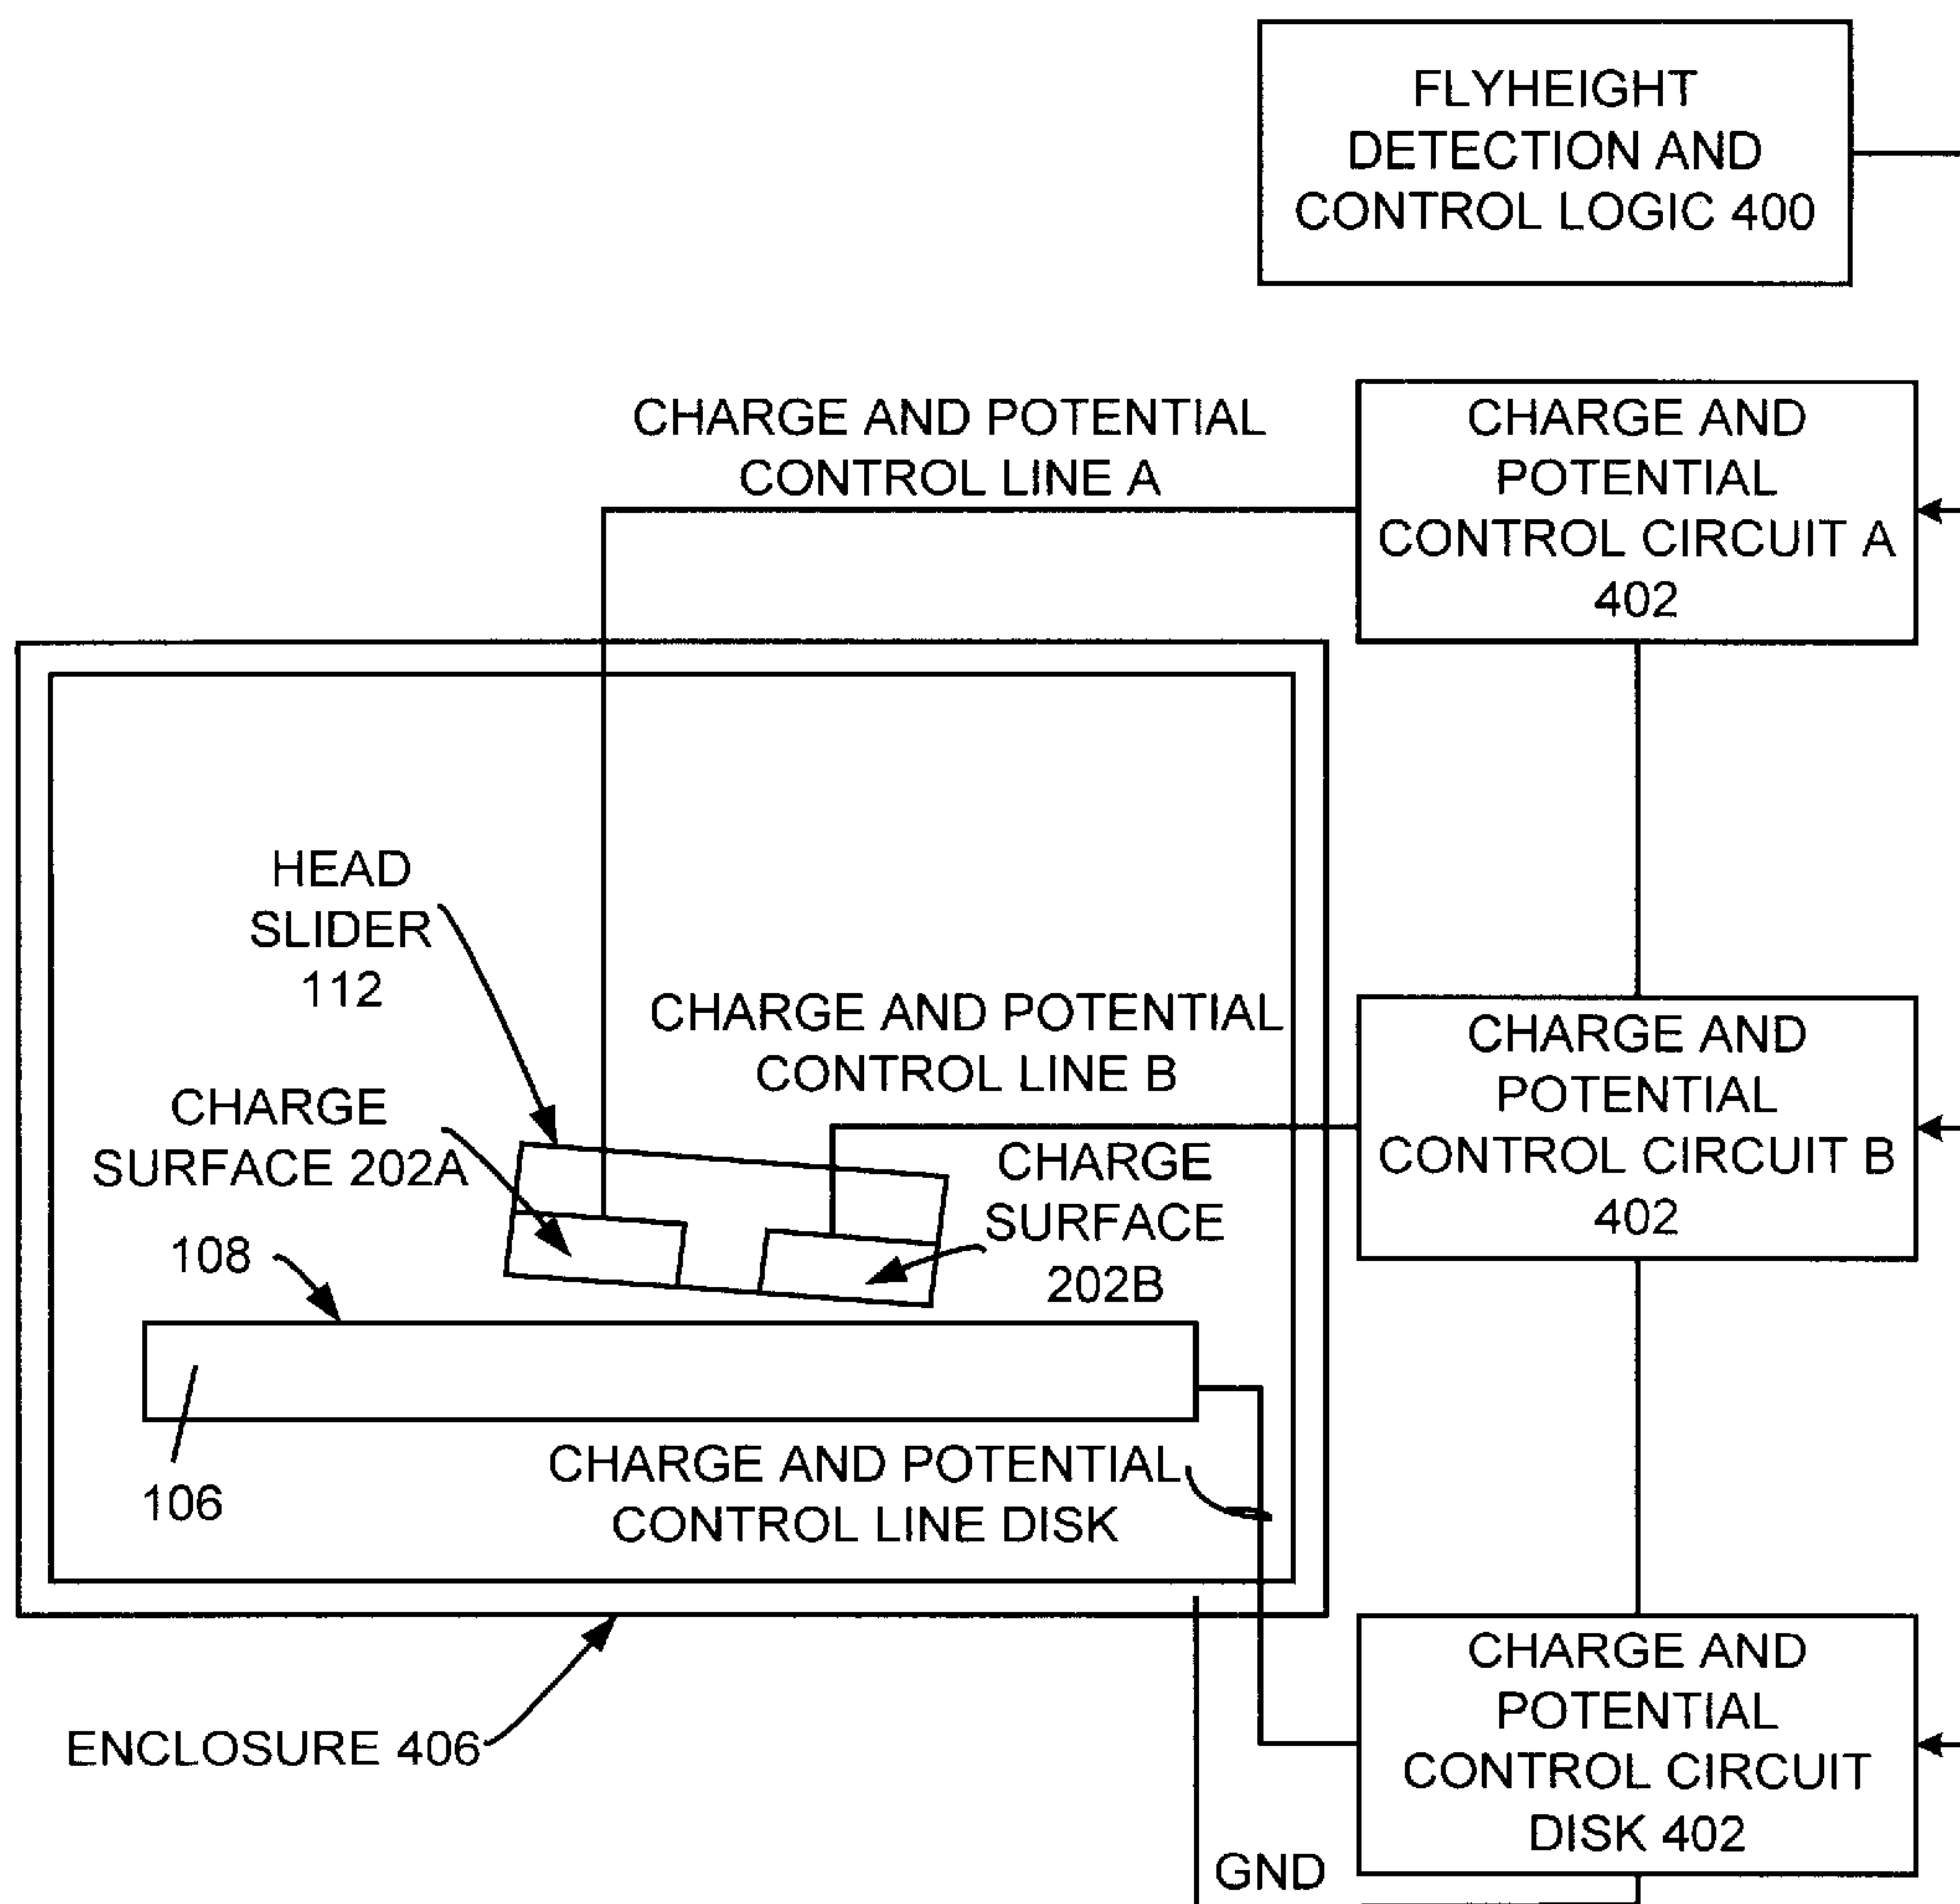 FLYHEIGHT
DETECTION AND
CONTROL LOGIC 400
CHARGE AND POTENTIAL
CONTROL LINE A
CHARGE AND
POTENTIAL
CONTROL CIRCUIT A
402
HEAD
SLIDER
112
CHARGE AND POTENTIAL
CONTROL LINE B
CHARGE AND
POTENTIAL
CONTROL CIRCUIT B
402
CHARGE
SURFACE 202A
CHARGE
SURFACE
202B
108
106
CHARGE AND POTENTIAL
CONTROL LINE DISK
ENCLOSURE 406
CHARGE AND
POTENTIAL
CONTROL CIRCUIT
DISK 402
GND